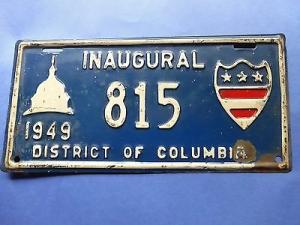 INAUGURAL
815
1949
DISTRICT OF COLUMBIA